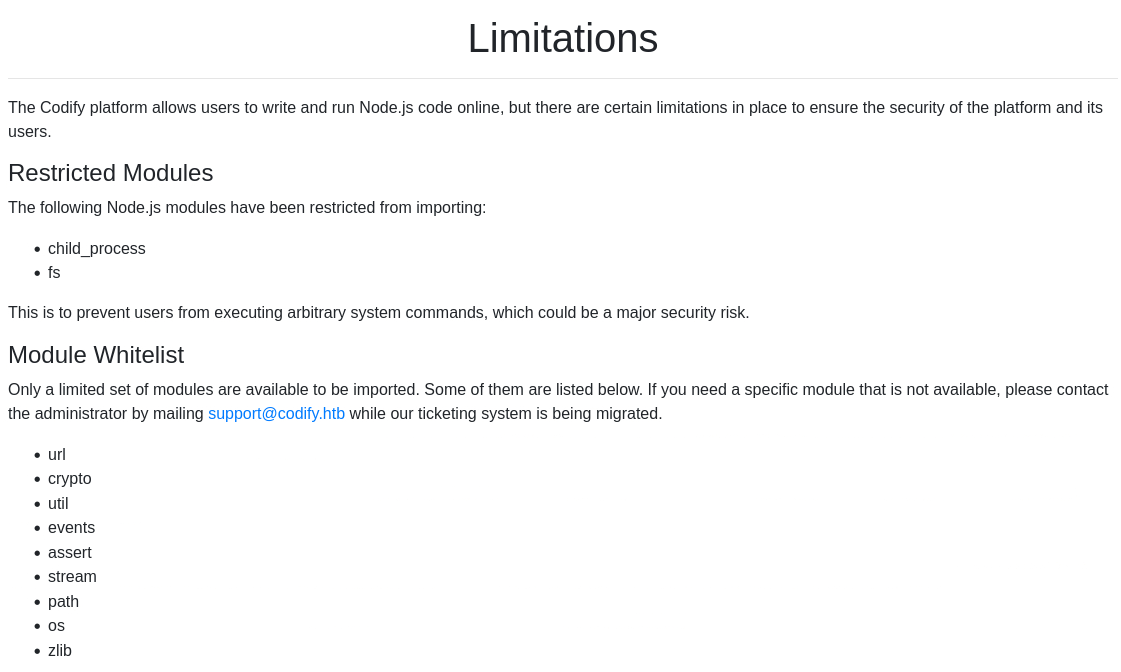 Limitations
The Codify platform allows users to write and run Node.js code online, but there are certain limitations in place to ensure the security of the platform and its
users.
Restricted Modules
The following Node.js modules have been restricted from importing:
• child_process
• fs
This is to prevent users from executing arbitrary system commands, which could be a major security risk.
Module Whitelist
Only a limited set of modules are available to be imported. Some of them are listed below. If you need a specific module that is not available, please contact
the administrator by mailing support@codify.htb while our ticketing system is being migrated.
• url
• crypto
• util
• events
• assert
• stream
• path
• os
• zlib